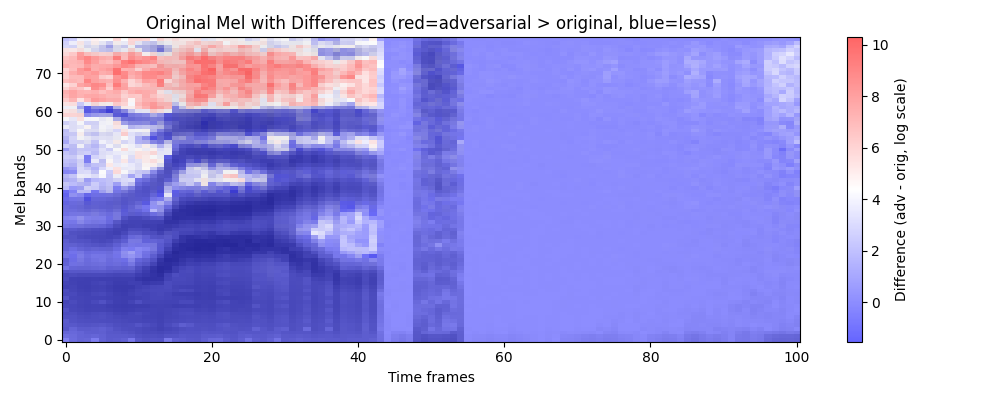 Original Mel with Differences (red=adversarial > original, blue=less)
70
60
50
40
30
20
10
0
Mel bands
0 20 40 60 80 100
Time frames
10
8
6
4
2
0
Difference (adv - orig, log scale)